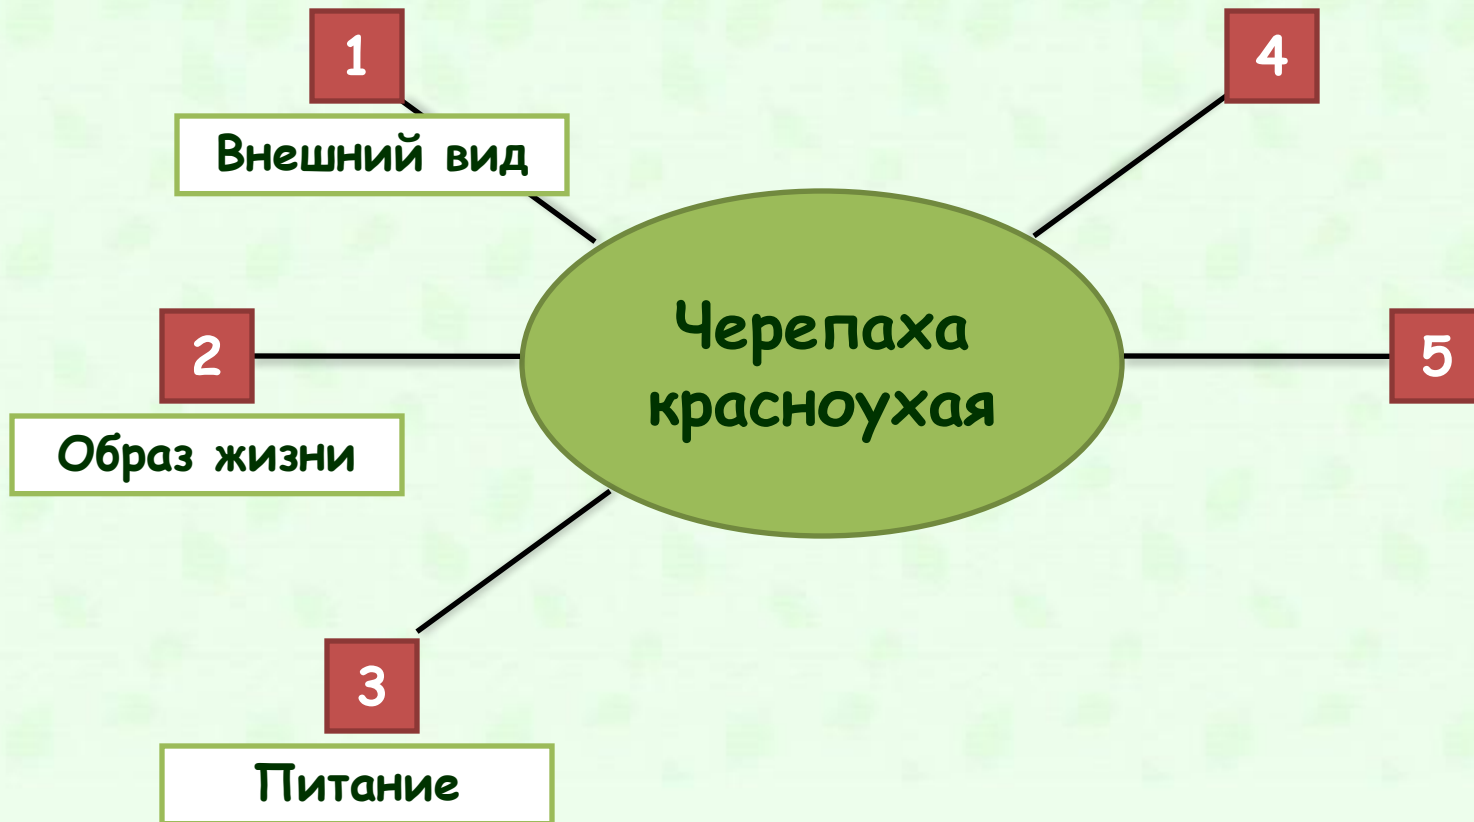 1
Внешний вид
2
Образ жизни
3
Питание
Черепаха
красноухая
4
5